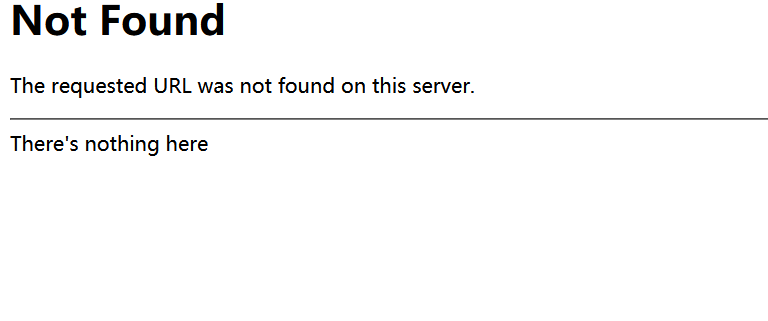 Not Found
The requested URL was not found on this server.
There's nothing here